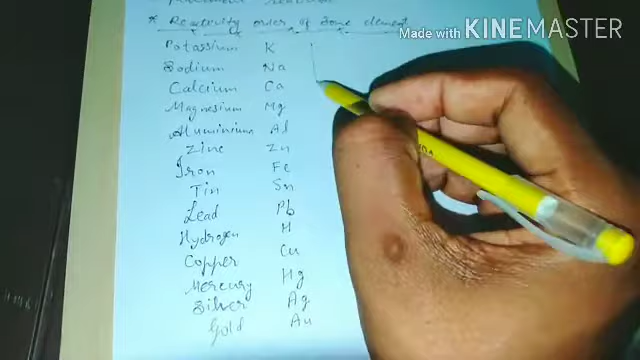 * Reactivity order of some element
Made with KINEMASTER
Potassium K
Sodium Na
Calcium Ca
Magnesium Mg
Aluminium Al
Zinc Zn
Iron Fe
Tin Sn
Lead Pb
Hydrogen H
Copper Cu
Mercury Hg
Silver Ag
Gold Au